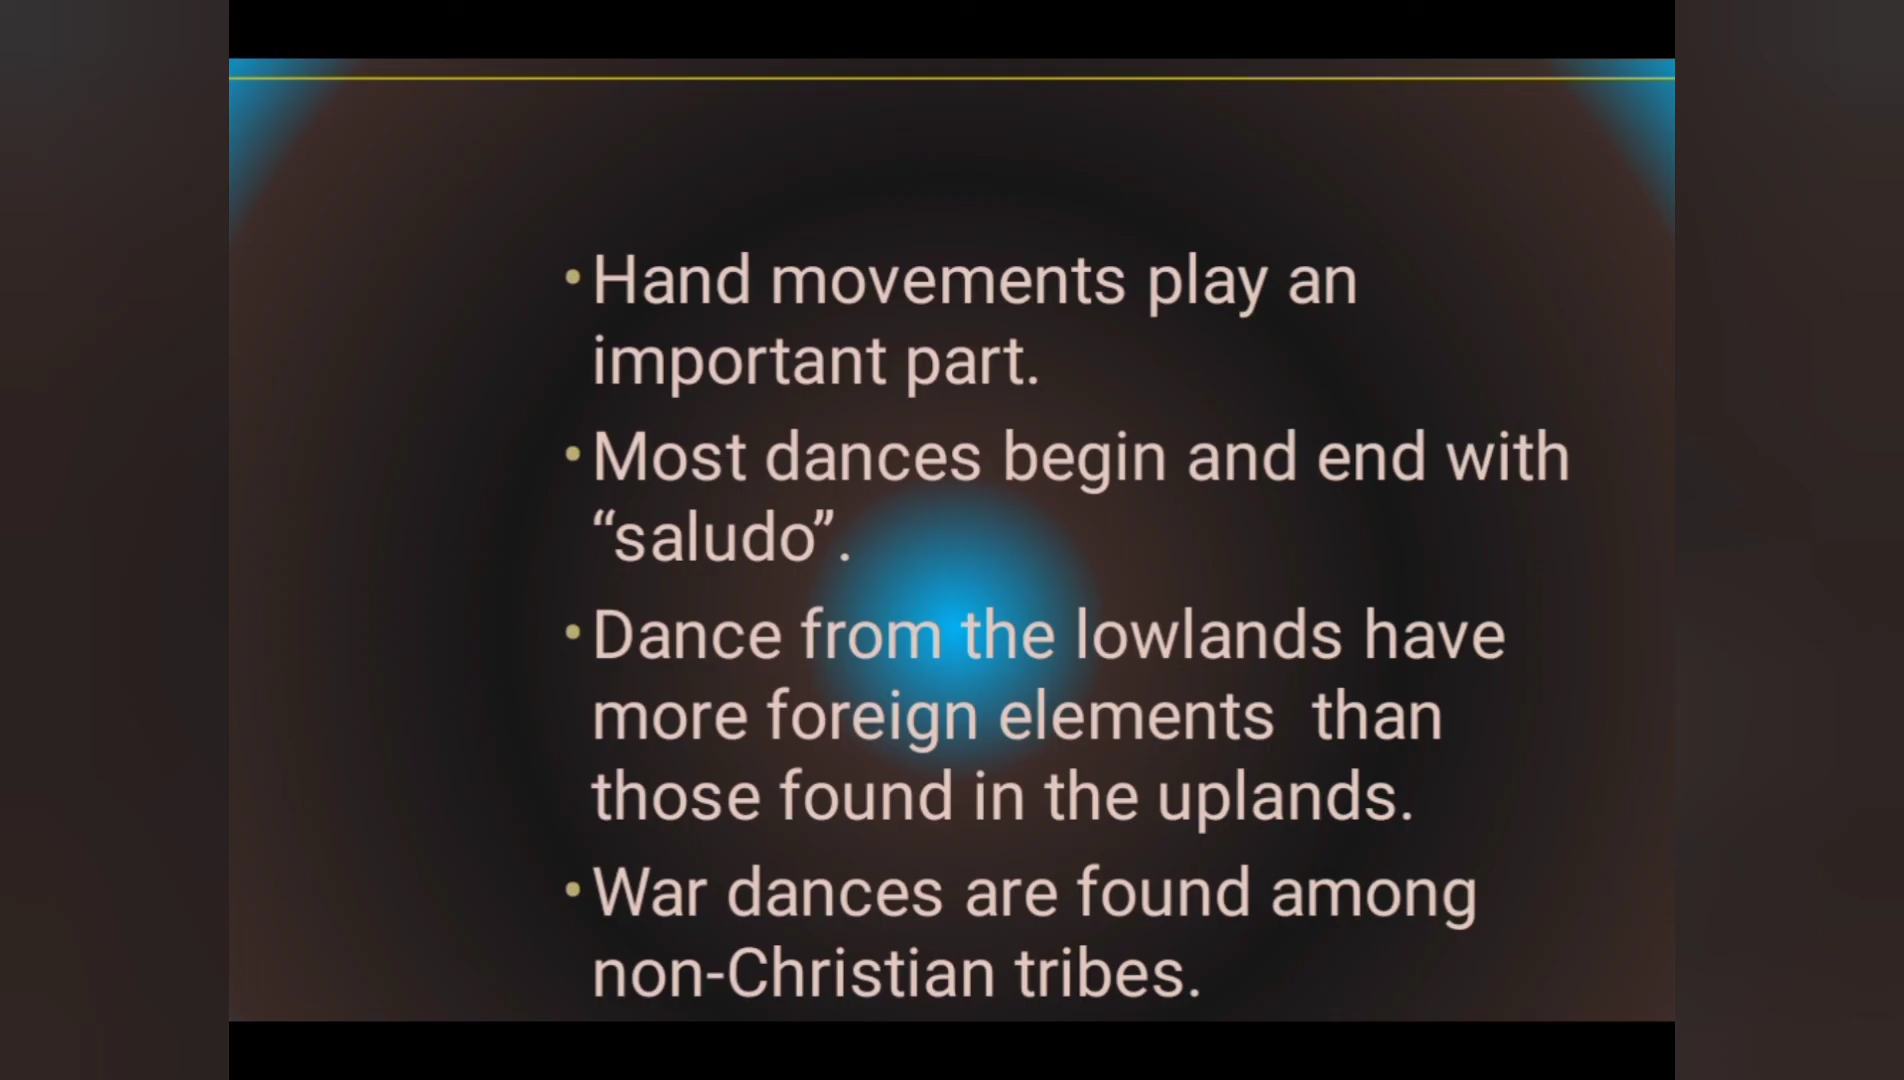 •Hand movements play an
important part.
•Most dances begin and end with
“saludo”.
•Dance from the lowlands have
more foreign elements  than
those found in the uplands.
•War dances are found among
non-Christian tribes.